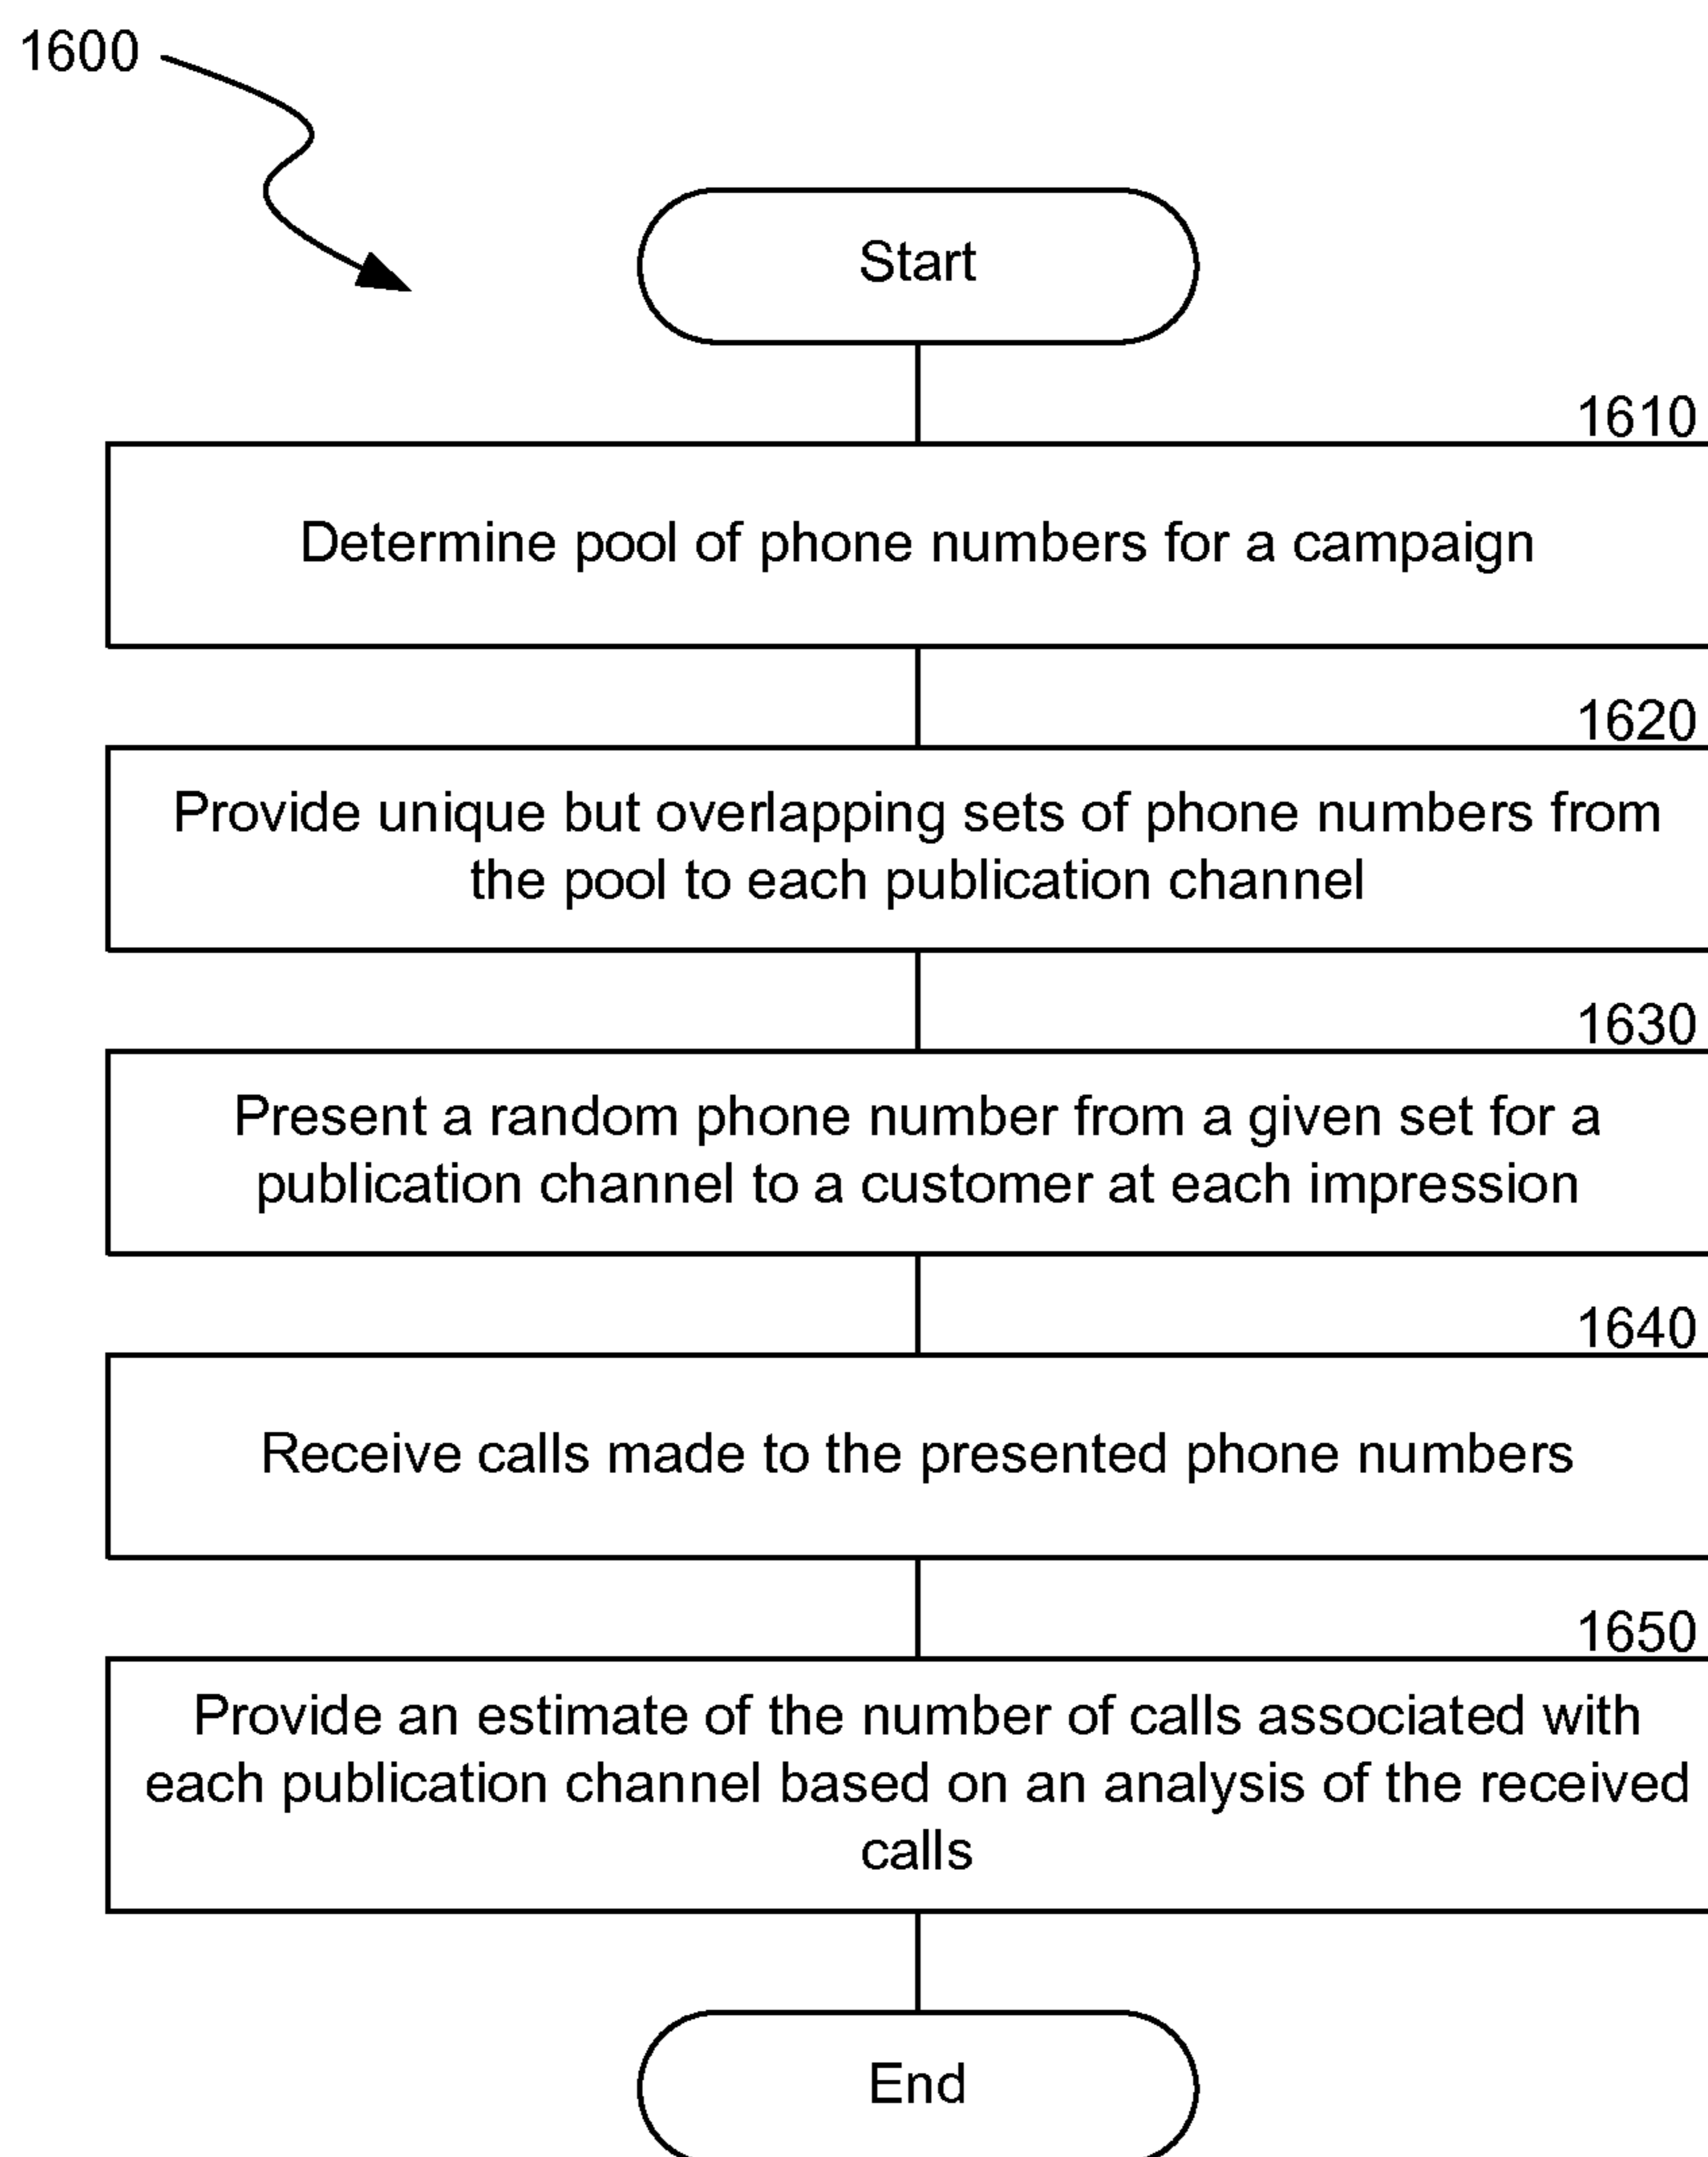 1600
Start
1610
Determine pool of phone numbers for a campaign
1620
Provide unique but overlapping sets of phone numbers from
the pool to each publication channel
1630
Present a random phone number from a given set for a
publication channel to a customer at each impression
1640
Receive calls made to the presented phone numbers
1650
Provide an estimate of the number of calls associated with
each publication channel based on an analysis of the received
calls
End